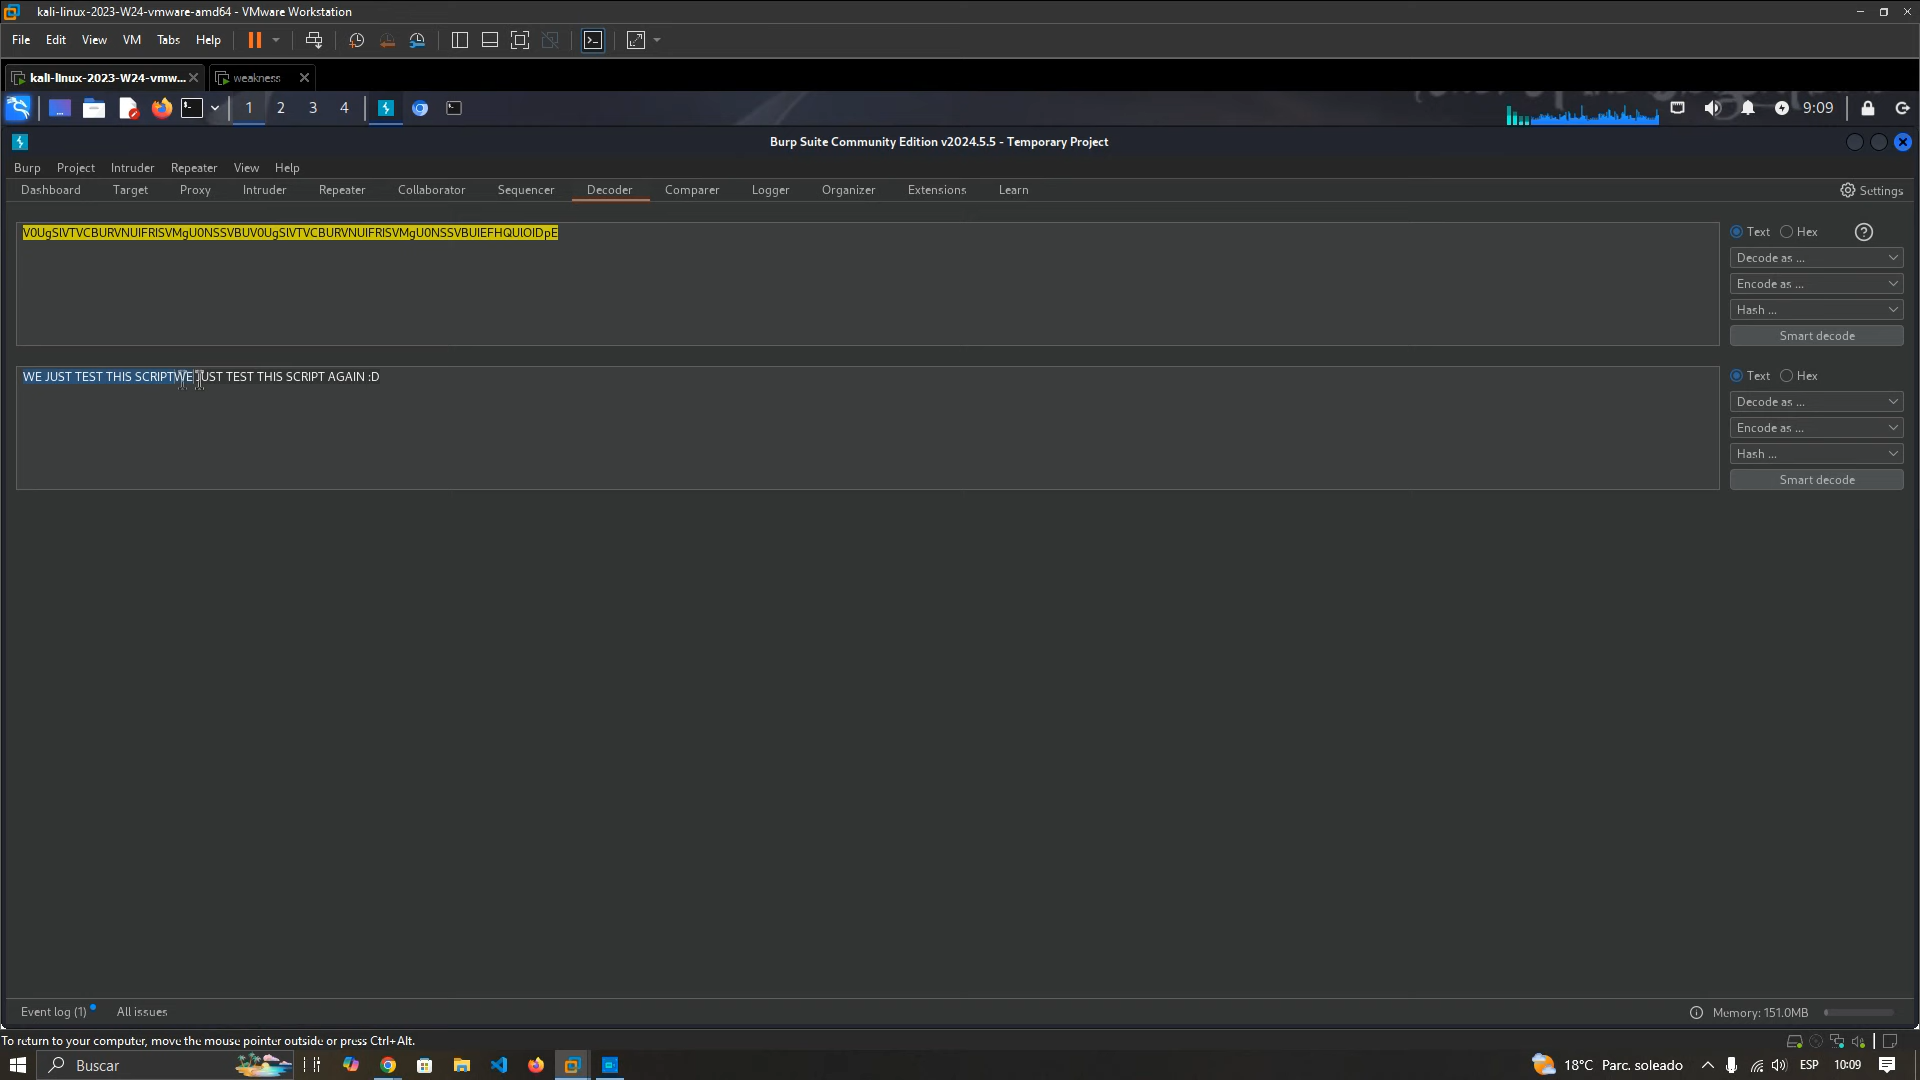 kali-linux-2023-W24-vmware-amd64 - VMware Workstation
File Edit View VM Tabs Help
kali-linux-2023-W24-vmw... weakness
1 2 3 4 9:09
Burp Suite Community Edition v2024.5.5 - Temporary Project
Burp Project Intruder Repeater View Help
Dashboard Target Proxy Intruder Repeater Collaborator Sequencer Decoder Comparer Logger Organizer Extensions Learn Settings
V0UgSlVTVCBURVNUIFRISVMgU0NSSVBUV0UgSlVTVCBURVNUIFRISVMgU0NSSVBUIEFHQUlOIDpE
Text Hex
Decode as ...
Encode as ...
Hash ...
Smart decode
WE JUST TEST THIS SCRIPTWE JUST TEST THIS SCRIPT AGAIN :D
Text Hex
Decode as ...
Encode as ...
Hash ...
Smart decode
Event log (1) All issues Memory: 151.0MB
To return to your computer, move the mouse pointer outside or press Ctrl+Alt.
Buscar 18°C Parc. soleado ESP 10:09